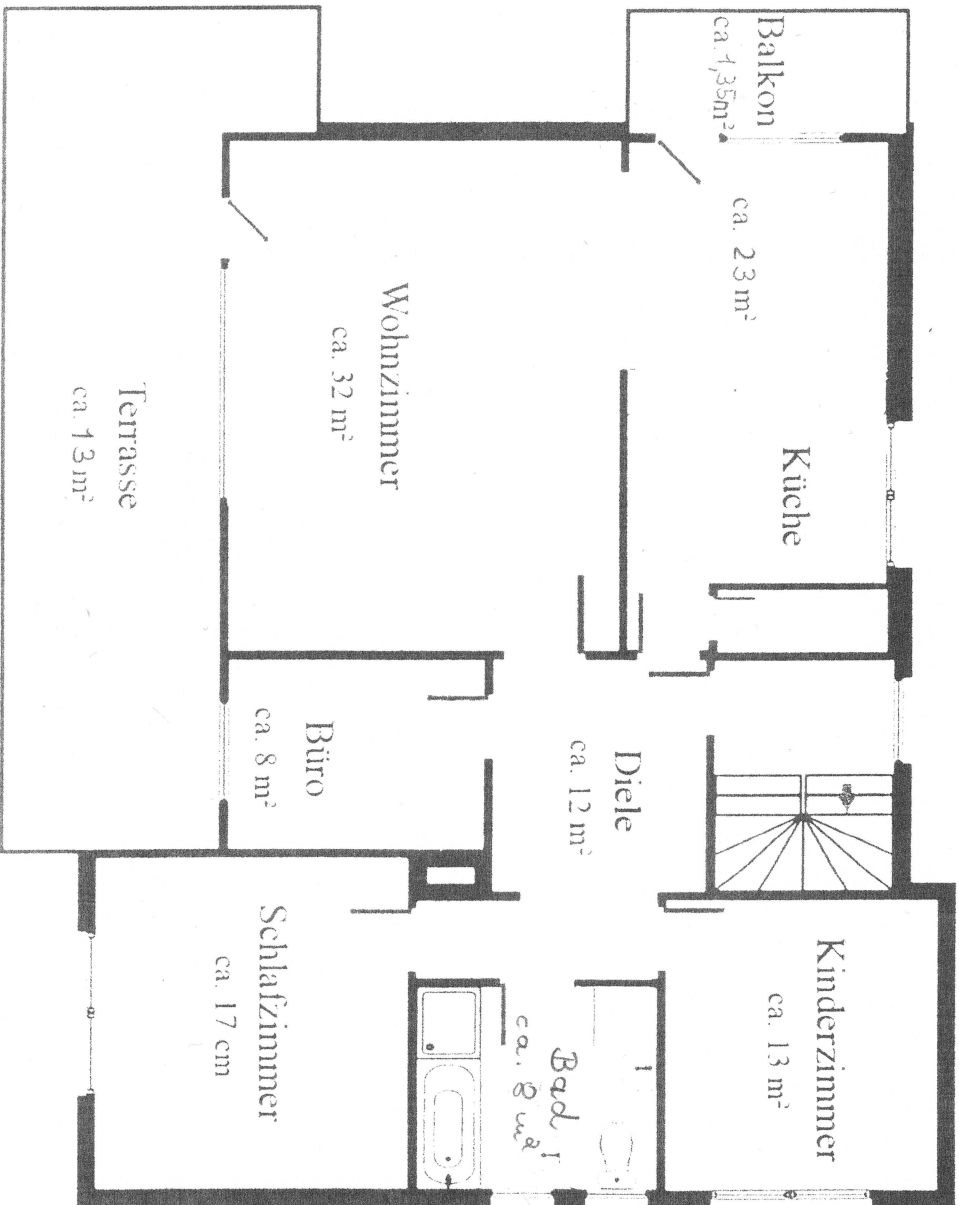 Balkon
ca. 1,35m²
ca. 23 m²
Küche
Wohnzimmer
ca. 32 m²
Terrasse
ca. 13 m²
Büro
ca. 8 m²
Diele
ca. 12 m²
Kinderzimmer
ca. 13 m²
Schlafzimmer
ca. 17 cm
Bad
ca. 8 m²